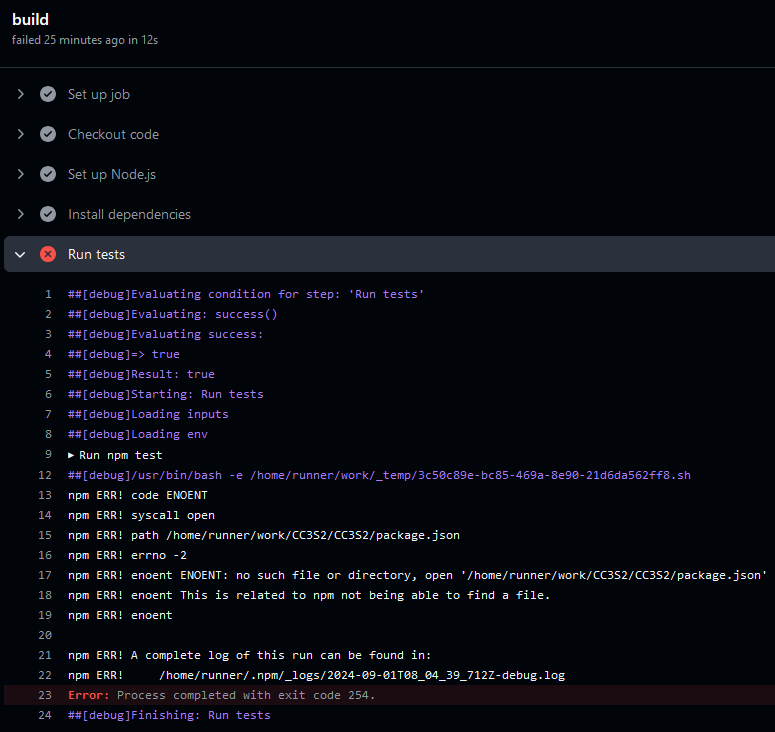 build
failed 25 minutes ago in 12s
Set up job
Checkout code
Set up Node.js
Install dependencies
Run tests
1 ##[debug]Evaluating condition for step: 'Run tests'
2 ##[debug]Evaluating: success()
3 ##[debug]Evaluating success:
4 ##[debug]=> true
5 ##[debug]Result: true
6 ##[debug]Starting: Run tests
7 ##[debug]Loading inputs
8 ##[debug]Loading env
9 ▶ Run npm test
12 ##[debug]/usr/bin/bash -e /home/runner/work/_temp/3c50c89e-bc85-469a-8e90-21d6da562ff8.sh
13 npm ERR! code ENOENT
14 npm ERR! syscall open
15 npm ERR! path /home/runner/work/CC3S2/CC3S2/package.json
16 npm ERR! errno -2
17 npm ERR! enoent ENOENT: no such file or directory, open '/home/runner/work/CC3S2/CC3S2/package.json'
18 npm ERR! enoent This is related to npm not being able to find a file.
19 npm ERR! enoent
20
21 npm ERR! A complete log of this run can be found in:
22 npm ERR!     /home/runner/.npm/_logs/2024-09-01T08_04_39_712Z-debug.log
23 Error: Process completed with exit code 254.
24 ##[debug]Finishing: Run tests